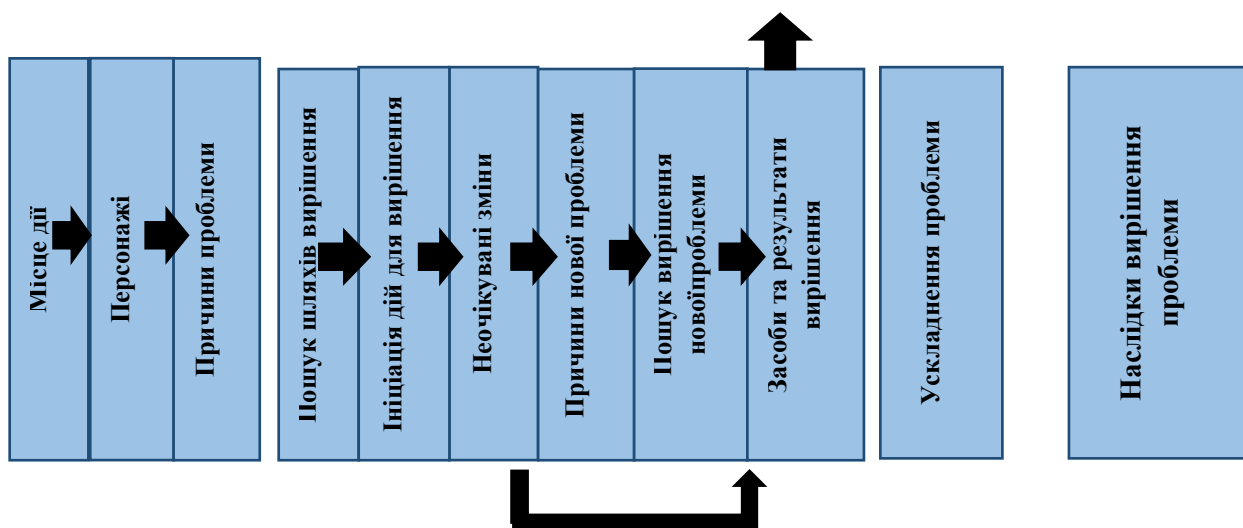 Місце дії
Персонажі
Причини проблеми
Пошук шляхів вирішення
Ініціація дій для вирішення
Неочікувані зміни
Причини нової проблеми
Пошук вирішення
новоїпроблеми
Засоби та результати
вирішення
Ускладнення проблеми
Наслідки вирішення
проблеми